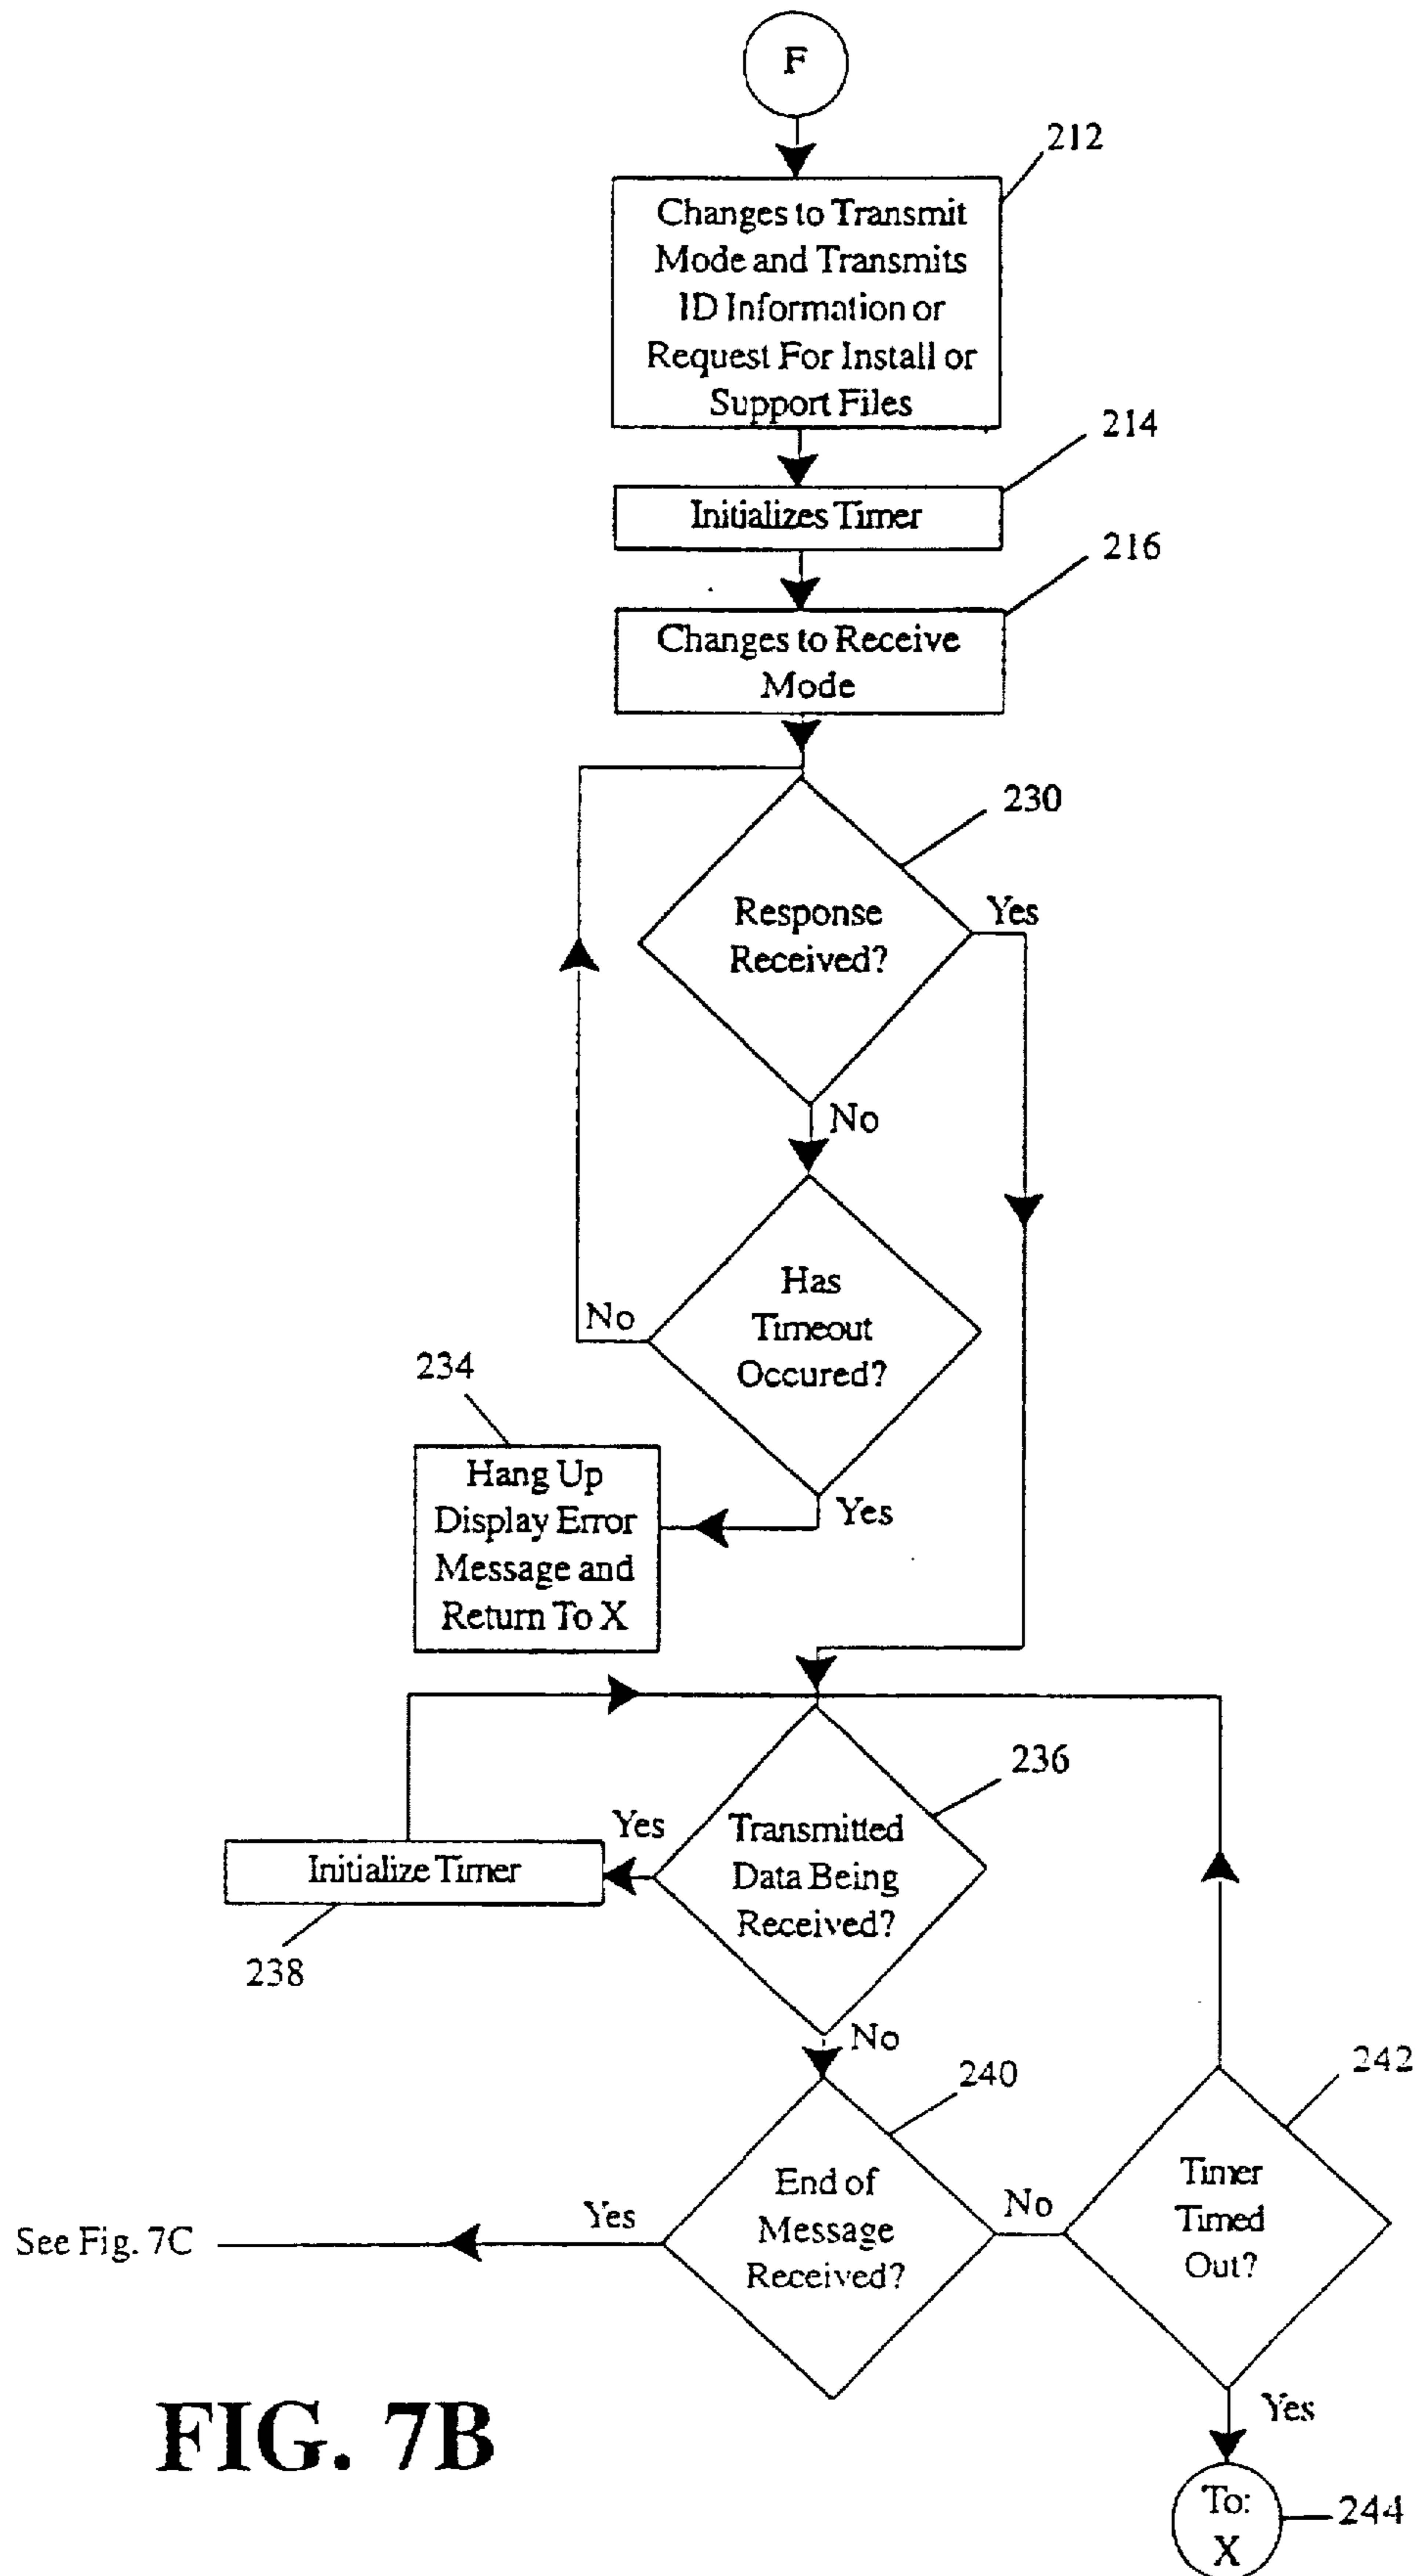 F
212
Changes to Transmit
Mode and Transmits
ID Information or
Request For Install or
Support Files
214
Initializes Timer
216
Changes to Receive
Mode
230
Response
Received?
Yes
No
Has
Timeout
Occured?
No
Yes
234
Hang Up
Display Error
Message and
Return To X
236
Transmitted
Data Being
Received?
Yes
Initialize Timer
238
No
240
End of
Message
Received?
Yes
See Fig. 7C
No
242
Timer
Timed
Out?
Yes
To:
X
244
FIG. 7B